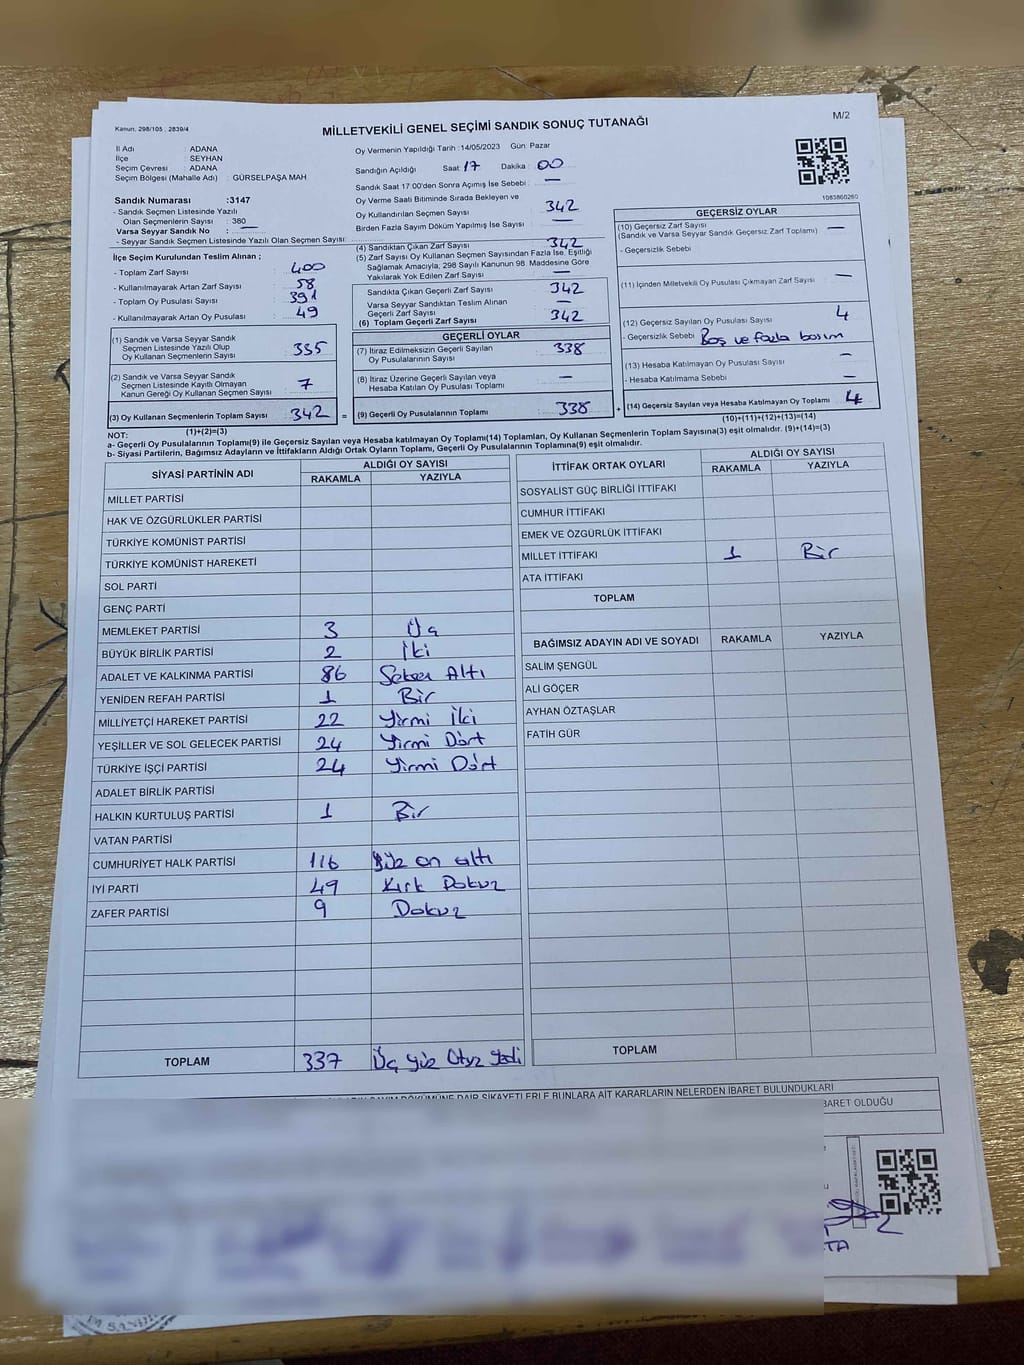 Kanun. 298/105 , 2839/4
MİLLETVEKİLİ GENEL SEÇİMİ SANDIK SONUÇ TUTANAĞI
M/2
İl Adı : ADANA
İlçe : SEYHAN
Seçim Çevresi : ADANA
Seçim Bölgesi (Mahalle Adı) : GÜRSELPAŞA MAH
Sandık Numarası :3147
- Sandık Seçmen Listesinde Yazılı
Olan Seçmenlerin Sayısı : 380
Varsa Seyyar Sandık No : —
- Seyyar Sandık Seçmen Listesinde Yazılı Olan Seçmen Sayısı:
İlçe Seçim Kurulundan Teslim Alınan ;
- Toplam Zarf Sayısı : 400
- Kullanılmayarak Artan Zarf Sayısı : 58
- Toplam Oy Pusulası Sayısı : 391
- Kullanılmayarak Artan Oy Pusulası : 49
(1) Sandık ve Varsa Seyyar Sandık
Seçmen Listesinde Yazılı Olup
Oy Kullanan Seçmenlerin Sayısı : 335
(2) Sandık ve Varsa Seyyar Sandık
Seçmen Listesinde Kayıtlı Olmayan
Kanun Gereği Oy Kullanan Seçmen Sayısı : 7
(3) Oy Kullanan Seçmenlerin Toplam Sayısı 342 =
(1)+(2)=(3)
Oy Vermenin Yapıldığı Tarih :14/05/2023 Gün: Pazar
Sandığın Açıldığı Saat: 17 Dakika : 00
Sandık Saat 17:00'den Sonra Açımış İse Sebebi : —
Oy Verme Saati Bitiminde Sırada Bekleyen ve
Oy Kullandırılan Seçmen Sayısı 342
Birden Fazla Sayım Döküm Yapılmış İse Sayısı —
(4) Sandıktan Çıkan Zarf Sayısı 342
(5) Zarf Sayısı Oy Kullanan Seçmen Sayısından Fazla İse, Eşitliği
Sağlamak Amacıyla, 298 Sayılı Kanunun 98. Maddesine Göre
Yakılarak Yok Edilen Zarf Sayısı —
Sandıkta Çıkan Geçerli Zarf Sayısı 342
Varsa Seyyar Sandıktan Teslim Alınan
Geçerli Zarf Sayısı —
(6) Toplam Geçerli Zarf Sayısı 342
GEÇERLİ OYLAR
(7) İtiraz Edilmeksizin Geçerli Sayılan
Oy Pusulalarının Sayısı 338
(8) İtiraz Üzerine Geçerli Sayılan veya
Hesaba Katılan Oy Pusulası Toplamı —
(9) Geçerli Oy Pusulalarının Toplamı 338 +
1083860260
GEÇERSİZ OYLAR
(10) Geçersiz Zarf Sayısı
(Sandık ve Varsa Seyyar Sandık Geçersiz Zarf Toplamı) —
- Geçersizlik Sebebi
(11) İçinden Milletvekili Oy Pusulası Çıkmayan Zarf Sayısı —
(12) Geçersiz Sayılan Oy Pusulası Sayısı 4
- Geçersizlik Sebebi Boş ve fazla basım
(13) Hesaba Katılmayan Oy Pusulası Sayısı —
- Hesaba Katılmama Sebebi —
(14) Geçersiz Sayılan veya Hesaba Katılmayan Oy Toplamı 4
(10)+(11)+(12)+(13)=(14)
NOT:
a- Geçerli Oy Pusulalarının Toplamı(9) ile Geçersiz Sayılan veya Hesaba katılmayan Oy Toplamı(14) Toplamları, Oy Kullanan Seçmenlerin Toplam Sayısına(3) eşit olmalıdır. (9)+(14)=(3)
b- Siyasi Partilerin, Bağımsız Adayların ve İttifakların Aldığı Ortak Oyların Toplamı, Geçerli Oy Pusulalarının Toplamına(9) eşit olmalıdır.
SİYASİ PARTİNİN ADI ALDIĞI OY SAYISI
RAKAMLA YAZIYLA
MİLLET PARTİSİ
HAK VE ÖZGÜRLÜKLER PARTİSİ
TÜRKİYE KOMÜNİST PARTİSİ
TÜRKİYE KOMÜNİST HAREKETİ
SOL PARTİ
GENÇ PARTİ
MEMLEKET PARTİSİ 3 Üç
BÜYÜK BİRLİK PARTİSİ 2 İki
ADALET VE KALKINMA PARTİSİ 86 Seksen Altı
YENİDEN REFAH PARTİSİ 1 Bir
MİLLİYETÇİ HAREKET PARTİSİ 22 Yirmi İki
YEŞİLLER VE SOL GELECEK PARTİSİ 24 Yirmi Dört
TÜRKİYE İŞÇİ PARTİSİ 24 Yirmi Dört
ADALET BİRLİK PARTİSİ
HALKIN KURTULUŞ PARTİSİ 1 Bir
VATAN PARTİSİ
CUMHURİYET HALK PARTİSİ 116 Yüz on altı
İYİ PARTİ 49 Kırk Dokuz
ZAFER PARTİSİ 9 Dokuz
TOPLAM 337 Üç Yüz Otuz Yedi
İTTİFAK ORTAK OYLARI ALDIĞI OY SAYISI
RAKAMLA YAZIYLA
SOSYALİST GÜÇ BİRLİĞİ İTTİFAKI
CUMHUR İTTİFAKI
EMEK VE ÖZGÜRLÜK İTTİFAKI
MİLLET İTTİFAKI 1 Bir
ATA İTTİFAKI
TOPLAM
BAĞIMSIZ ADAYIN ADI VE SOYADI RAKAMLA YAZIYLA
SALİM ŞENGÜL
ALİ GÖÇER
AYHAN ÖZTAŞLAR
FATİH GÜR
TOPLAM
DÖKÜMÜNE DAİR ŞİKAYETLERLE BUNLARA AİT KARARLARIN NELERDEN İBARET BULUNDUKLARI
İBARET OLDUĞU